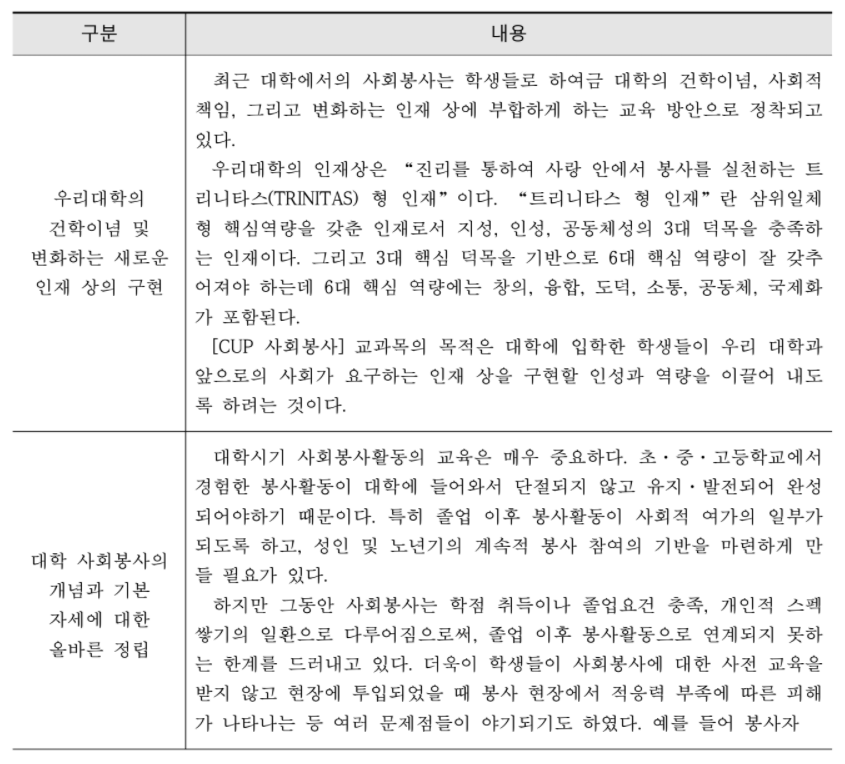 구분
내용
우리대학의
건학이념 및
변화하는 새로운
인재 상의 구현
최근 대학에서의 사회봉사는 학생들로 하여금 대학의 건학이념, 사회적
책임, 그리고 변화하는 인재 상에 부합하게 하는 교육 방안으로 정착되고
있다.
우리대학의 인재상은 “진리를 통하여 사랑 안에서 봉사를 실천하는 트
리니타스(TRINITAS) 형 인재”이다. “트리니타스 형 인재”란 삼위일체
형 핵심역량을 갖춘 인재로서 지성, 인성, 공동체성의 3대 덕목을 충족하
는 인재이다. 그리고 3대 핵심 덕목을 기반으로 6대 핵심 역량이 잘 갖추
어져야 하는데 6대 핵심 역량에는 창의, 융합, 도덕, 소통, 공동체, 국제화
가 포함된다.
[CUP 사회봉사] 교과목의 목적은 대학에 입학한 학생들이 우리 대학과
앞으로의 사회가 요구하는 인재 상을 구현할 인성과 역량을 이끌어 내도
록 하려는 것이다.
대학 사회봉사의
개념과 기본
자세에 대한
올바른 정립
대학시기 사회봉사활동의 교육은 매우 중요하다. 초·중·고등학교에서
경험한 봉사활동이 대학에 들어와서 단절되지 않고 유지·발전되어 완성
되어야하기 때문이다. 특히 졸업 이후 봉사활동이 사회적 여가의 일부가
되도록 하고, 성인 및 노년기의 계속적 봉사 참여의 기반을 마련하게 만
들 필요가 있다.
하지만 그동안 사회봉사는 학점 취득이나 졸업요건 충족, 개인적 스펙
쌓기의 일환으로 다루어짐으로써, 졸업 이후 봉사활동으로 연계되지 못하
는 한계를 드러내고 있다. 더욱이 학생들이 사회봉사에 대한 사전 교육을
받지 않고 현장에 투입되었을 때 봉사 현장에서 적응력 부족에 따른 피해
가 나타나는 등 여러 문제점들이 야기되기도 하였다. 예를 들어 봉사자